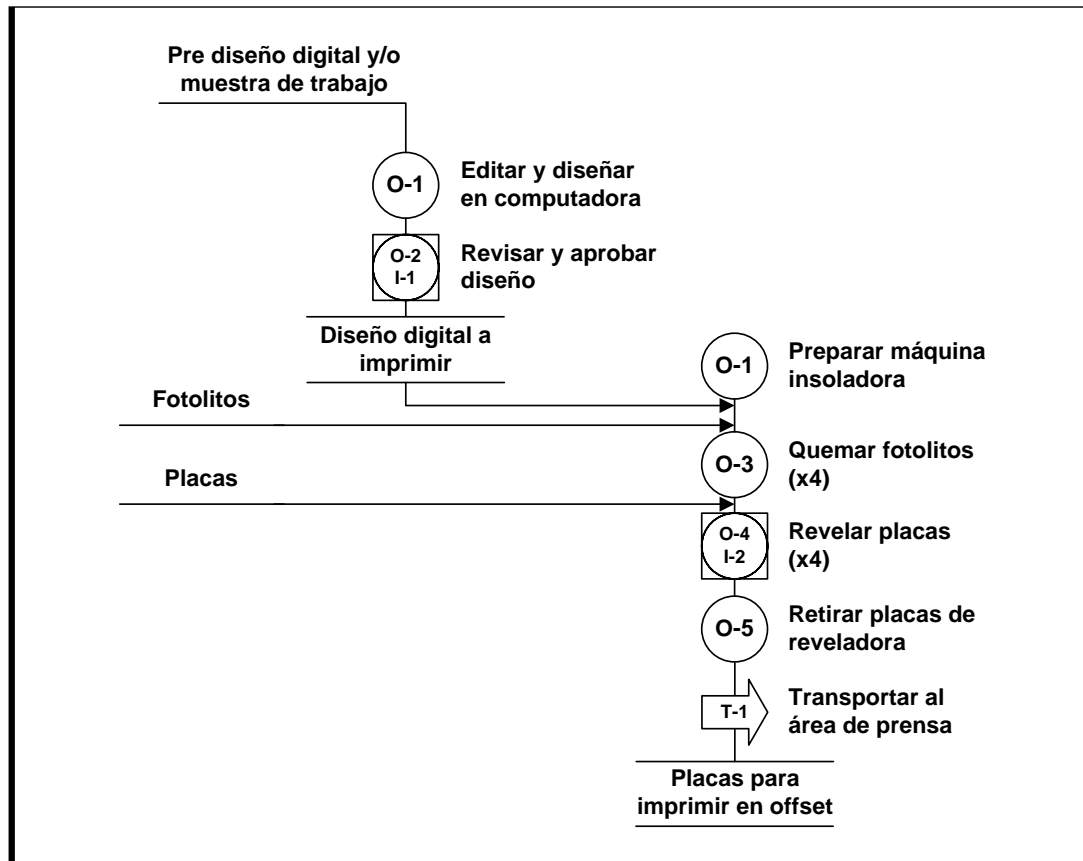 Pre diseño digital y/o
muestra de trabajo
O-1
Editar y diseñar
en computadora
O-2
I-1
Revisar y aprobar
diseño
Diseño digital a
imprimir
O-1
Preparar máquina
insoladora
Fotolitos
O-3
Quemar fotolitos
(x4)
Placas
O-4
I-2
Revelar placas
(x4)
O-5
Retirar placas de
reveladora
T-1
Transportar al
área de prensa
Placas para
imprimir en offset